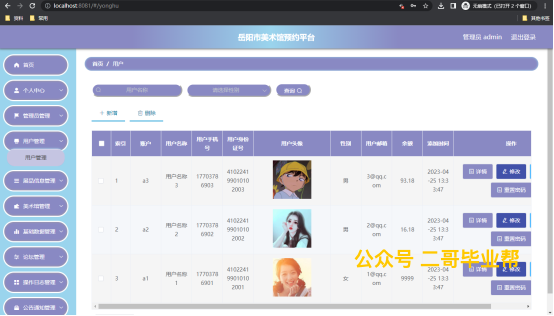 localhost:8081/#/yonghu
无痕模式（已打开 2 个窗口）
资料
常用
其他书签
岳阳市美术馆预约平台
管理员 admin
退出登录
首页
个人中心
管理员管理
用户管理
用户管理
展品信息管理
美术馆管理
基础数据管理
论坛管理
操作日志管理
公告通知管理
首页 / 用户
用户名称
请选择性别
查询
+ 新增
删除
索引 账户 用户名称 用户手机号 用户身份证号 用户头像 性别 用户邮箱 余额 添加时间 操作
1 a3 用户名称3 17703786903 410224199010102003 男 3@qq.com 93.18 2023-04-25 13:33:47 详情 修改 重置密码
2 a2 用户名称2 17703786902 410224199010102002 男 2@qq.com 16.18 2023-04-25 13:33:47 详情 修改 重置密码
3 a1 用户名称1 17703786901 410224199010102001 女 1@qq.com 9999 2023-04-25 13:33:47 详情 修改 重置密码
公众号 二哥毕业帮